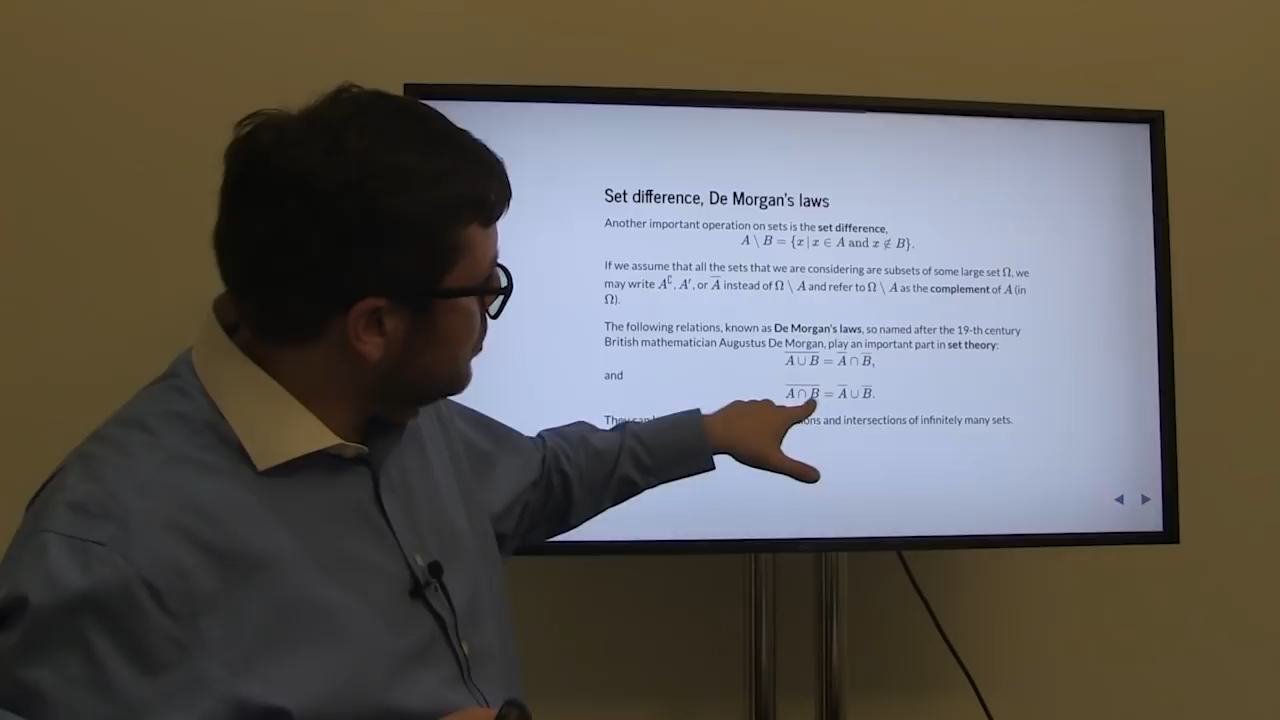 Set difference, De Morgan's laws
Another important operation on sets is the set difference,
A \ B = {x | x ∈ A and x ∉ B}.
If we assume that all the sets that we are considering are subsets of some large set Ω, we
may write A∁, A′, or A̅ instead of Ω \ A and refer to Ω \ A as the complement of A (in
Ω).
The following relations, known as De Morgan's laws, so named after the 19-th century
British mathematician Augustus De Morgan, play an important part in set theory:
A̅ ̅∪̅ ̅B̅ = A̅ ∩ B̅,
and
A̅ ̅∩̅ ̅B̅ = A̅ ∪ B̅.
and intersections of infinitely many sets.